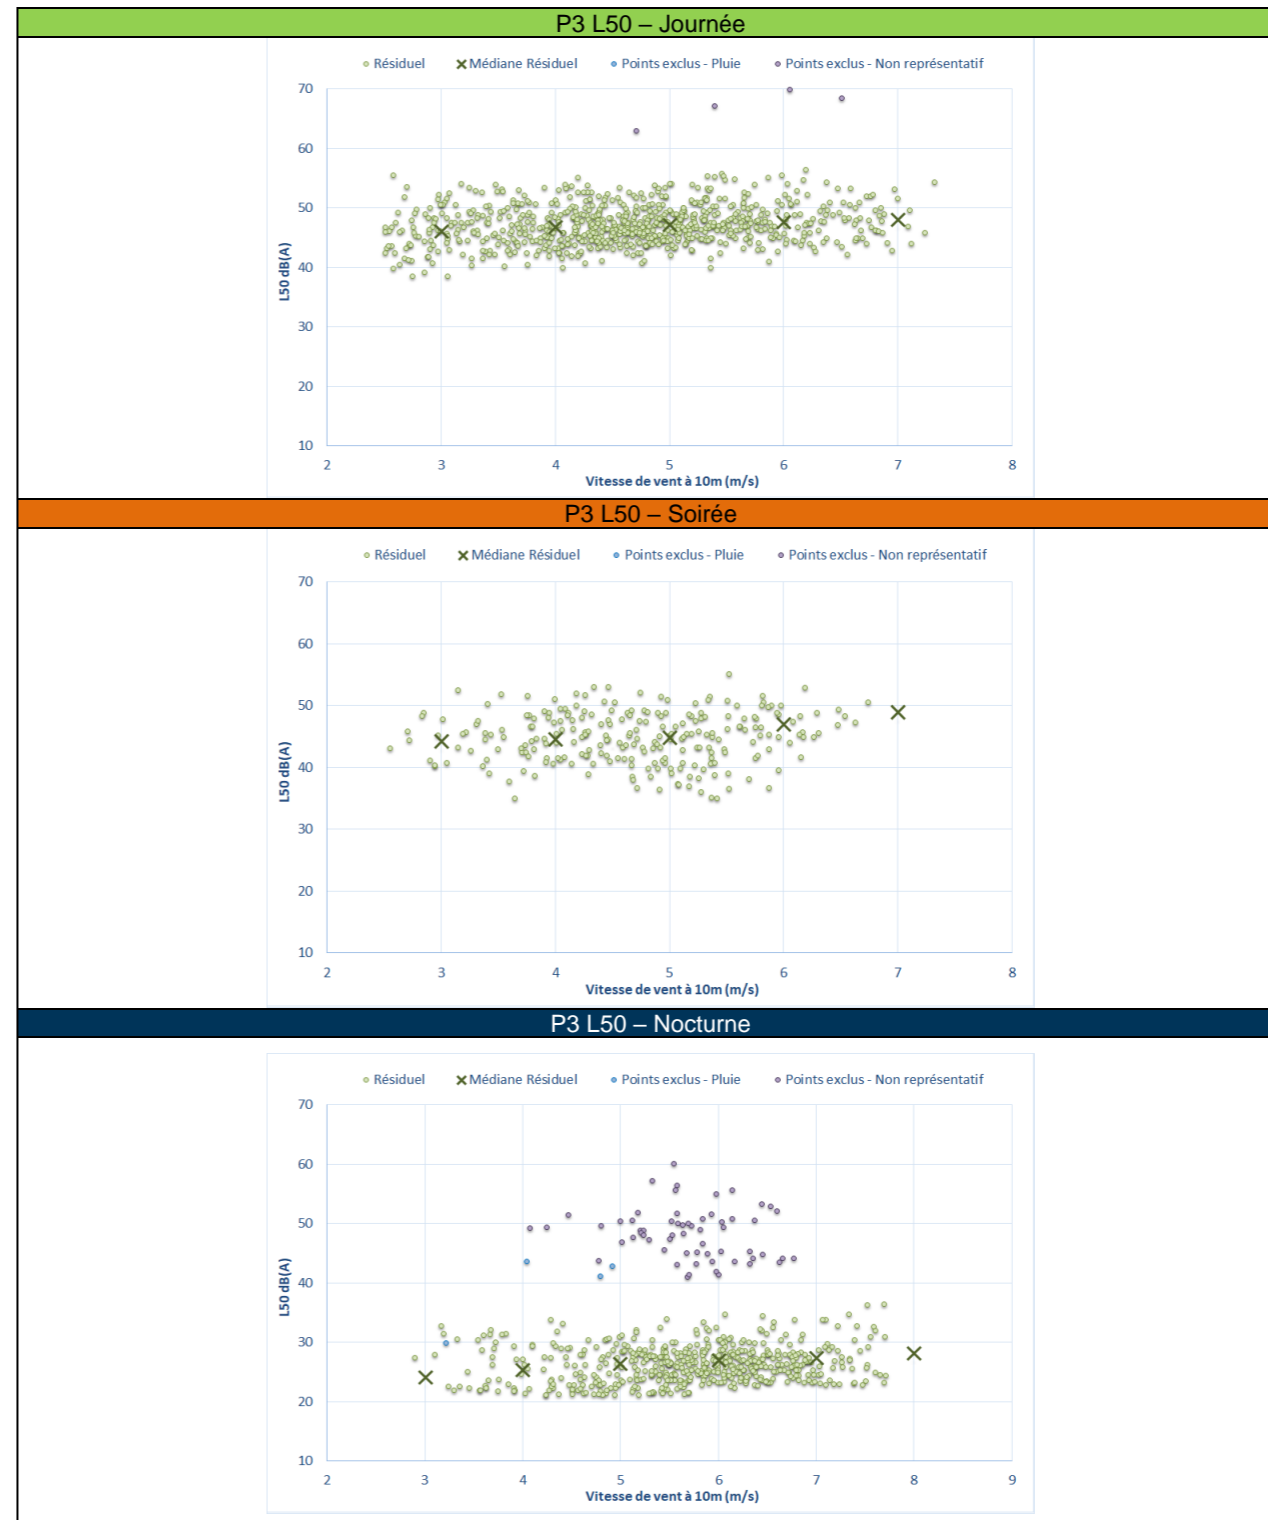 P3 L50 – Journée
Résiduel Médiane Résiduel Points exclus - Pluie Points exclus - Non représentatif
70
60
50
40
30
20
10
L50 dB(A)
2 3 4 5 6 7 8
Vitesse de vent à 10m (m/s)
P3 L50 – Soirée
Résiduel Médiane Résiduel Points exclus - Pluie Points exclus - Non représentatif
70
60
50
40
30
20
10
L50 dB(A)
2 3 4 5 6 7 8
Vitesse de vent à 10m (m/s)
P3 L50 – Nocturne
Résiduel Médiane Résiduel Points exclus - Pluie Points exclus - Non représentatif
70
60
50
40
30
20
10
L50 dB(A)
2 3 4 5 6 7 8 9
Vitesse de vent à 10m (m/s)